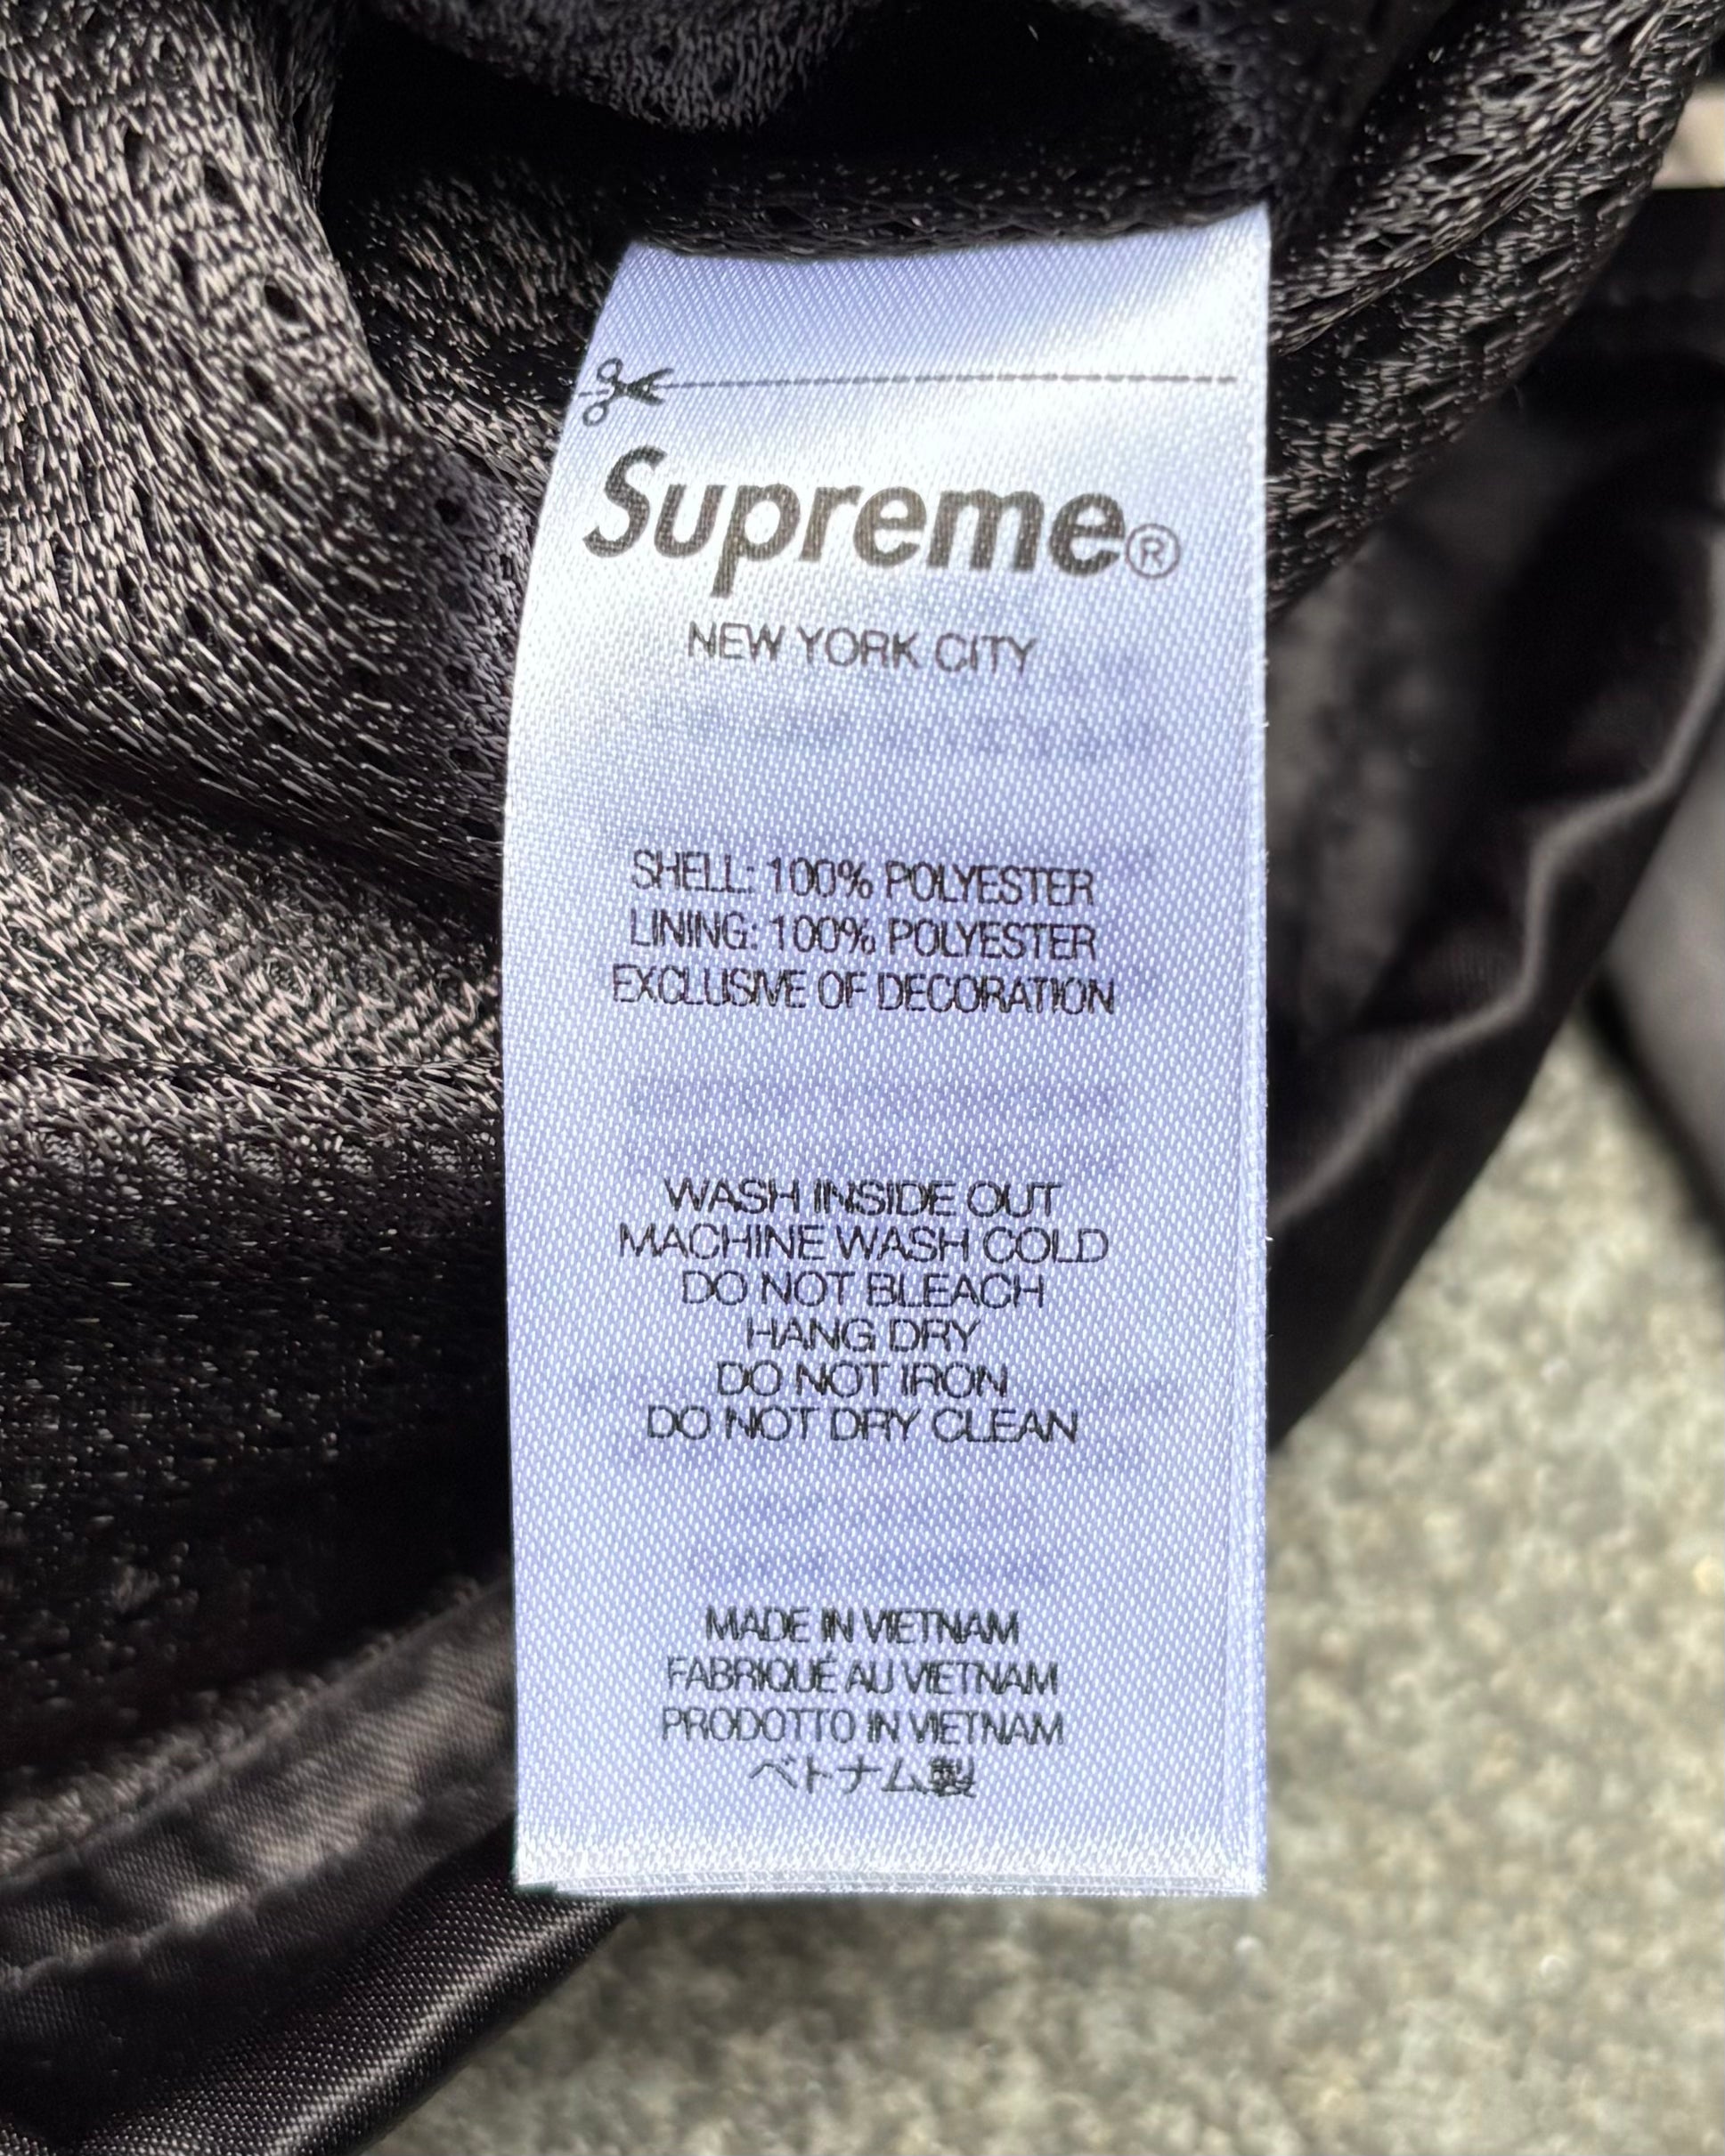 Supreme®
NEW YORK CITY
SHELL: 100% POLYESTER
LINING: 100% POLYESTER
EXCLUSIVE OF DECORATION
WASH INSIDE OUT
MACHINE WASH COLD
DO NOT BLEACH
HANG DRY
DO NOT IRON
DO NOT DRY CLEAN
MADE IN VIETNAM
FABRIQUÉ AU VIETNAM
PRODOTTO IN VIETNAM
ベトナム製